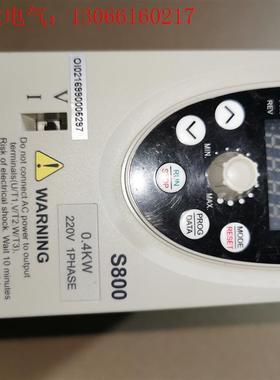 电气：13066160217
V
I
OI0216990005297
REV
MIN.
MAX.
RUN
STOP
PROG
DATA
MODE
RESET
WARNING
Do not connect AC power to output
terminals(U/T1 V/T2 W/T3).
Risk of electrical shock. Wait 10 minutes
0.4KW
220V 1PHASE
S800